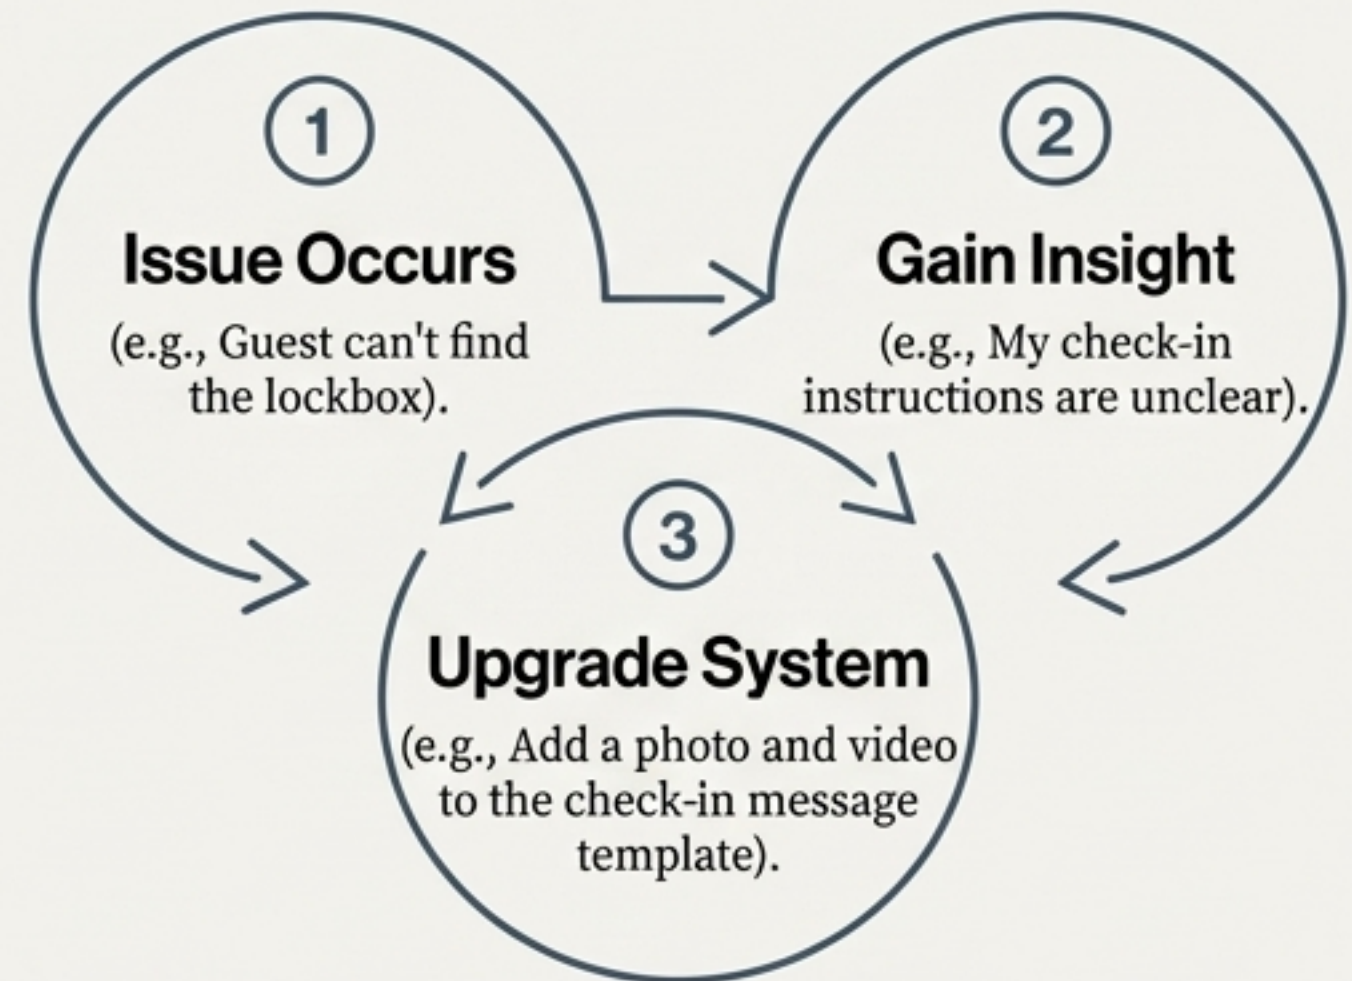 1
Issue Occurs
(e.g., Guest can't find
the lockbox).
2
Gain Insight
(e.g., My check-in
instructions are unclear).
3
Upgrade System
(e.g., Add a photo and video
to the check-in message
template).